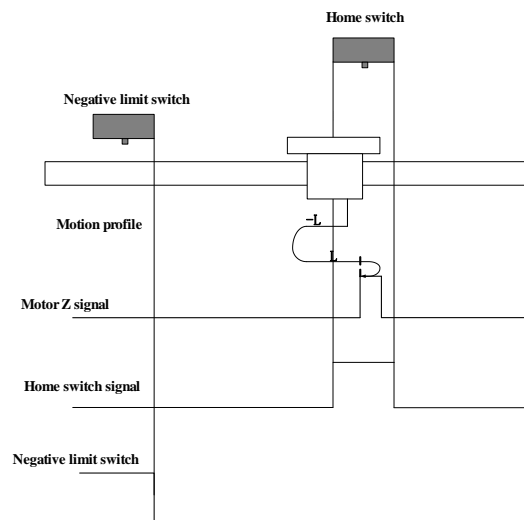 Home switch
Negative limit switch
Motion profile
-L
L
Motor Z signal
Home switch signal
Negative limit switch